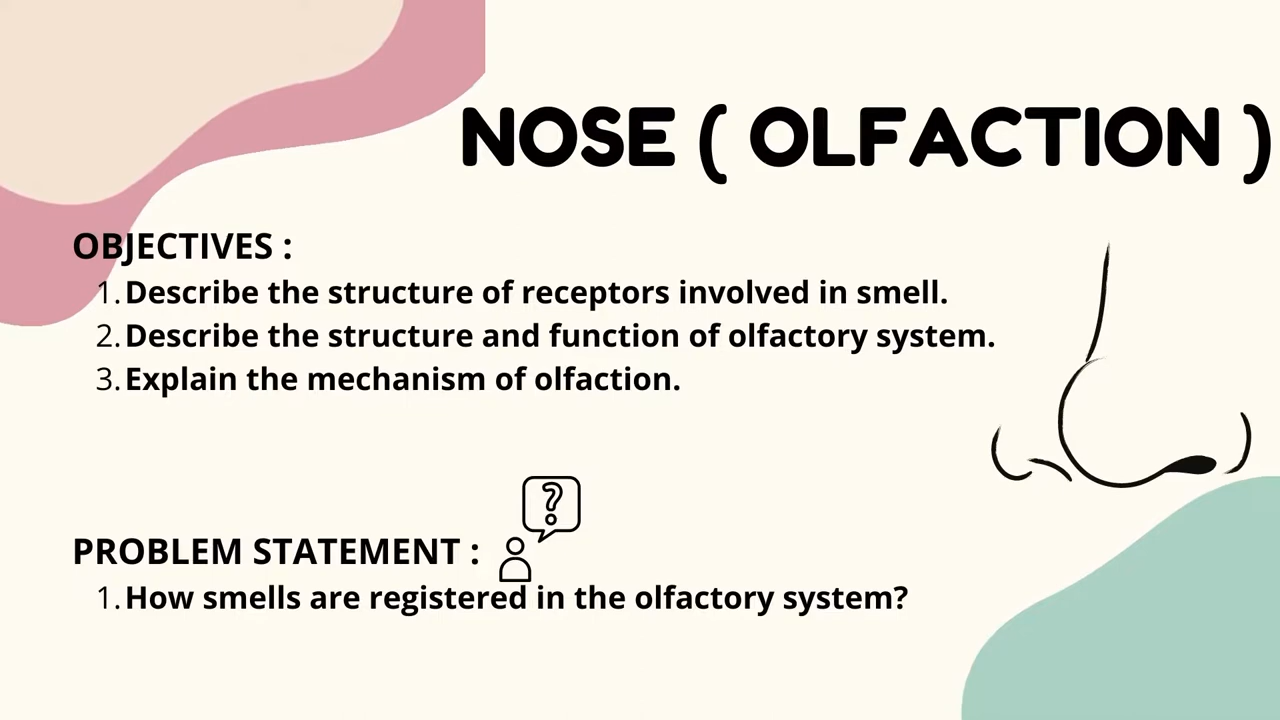 NOSE ( OLFACTION )
OBJECTIVES :
1. Describe the structure of receptors involved in smell.
2. Describe the structure and function of olfactory system.
3. Explain the mechanism of olfaction.
?
PROBLEM STATEMENT :
1. How smells are registered in the olfactory system?